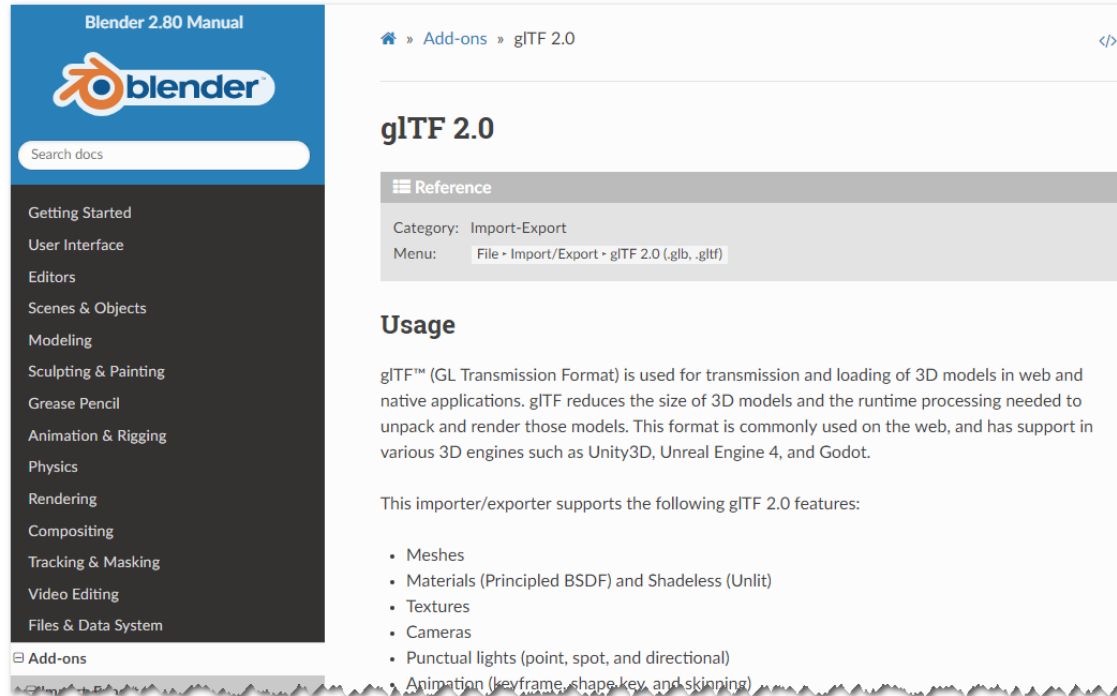 Blender 2.80 Manual
blender™
Search docs
Getting Started
User Interface
Editors
Scenes & Objects
Modeling
Sculpting & Painting
Grease Pencil
Animation & Rigging
Physics
Rendering
Compositing
Tracking & Masking
Video Editing
Files & Data System
Add-ons
» Add-ons » glTF 2.0
</>
glTF 2.0
Reference
Category: Import-Export
Menu: File ‣ Import/Export ‣ glTF 2.0 (.glb, .gltf)
Usage
glTF™ (GL Transmission Format) is used for transmission and loading of 3D models in web and
native applications. glTF reduces the size of 3D models and the runtime processing needed to
unpack and render those models. This format is commonly used on the web, and has support in
various 3D engines such as Unity3D, Unreal Engine 4, and Godot.
This importer/exporter supports the following glTF 2.0 features:
• Meshes
• Materials (Principled BSDF) and Shadeless (Unlit)
• Textures
• Cameras
• Punctual lights (point, spot, and directional)
• Animation (keyframe, shape key, and skinning)